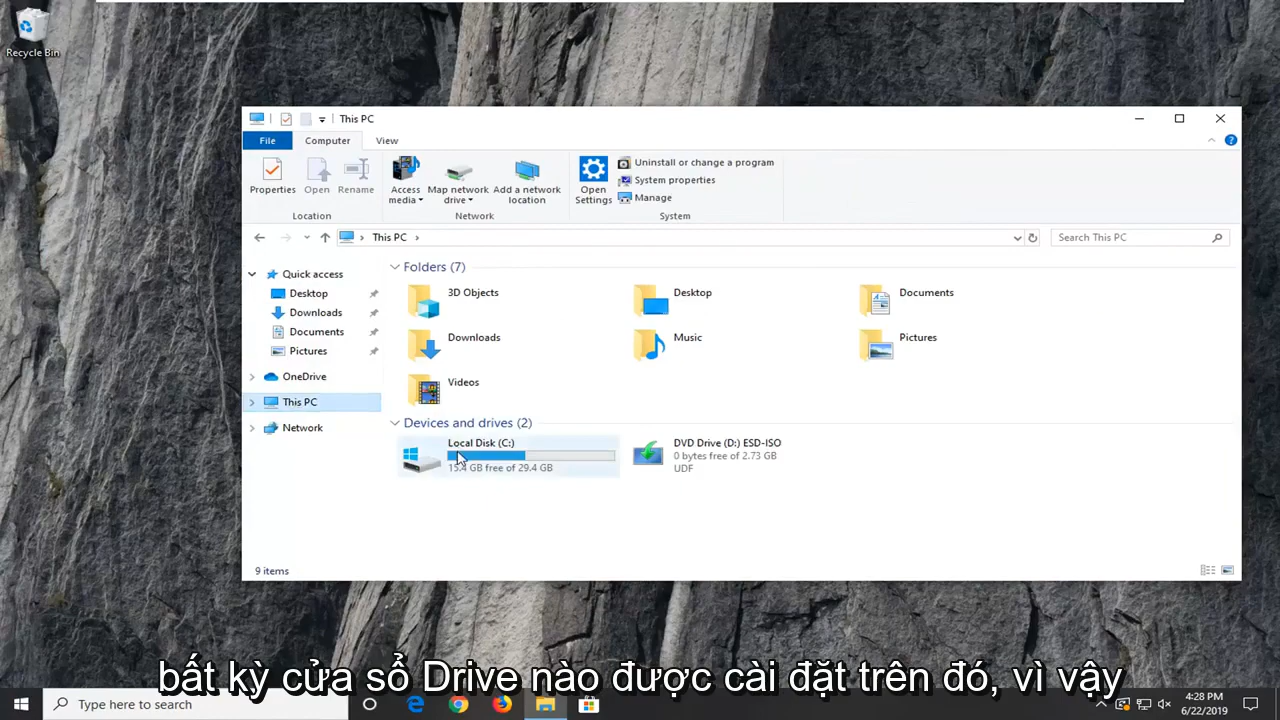 Recycle Bin
This PC
File
Computer
View
Properties
Open
Rename
Access media
Map network drive
Add a network location
Open Settings
Uninstall or change a program
System properties
Manage
Location
Network
System
This PC
Search This PC
Quick access
Desktop
Downloads
Documents
Pictures
OneDrive
This PC
Network
Folders (7)
3D Objects
Desktop
Documents
Downloads
Music
Pictures
Videos
Devices and drives (2)
Local Disk (C:)
15.4 GB free of 29.4 GB
DVD Drive (D:) ESD-ISO
0 bytes free of 2.73 GB
UDF
9 items
bất kỳ cửa sổ Drive nào được cài đặt trên đó, vì vậy
Type here to search
4:28 PM
6/22/2019